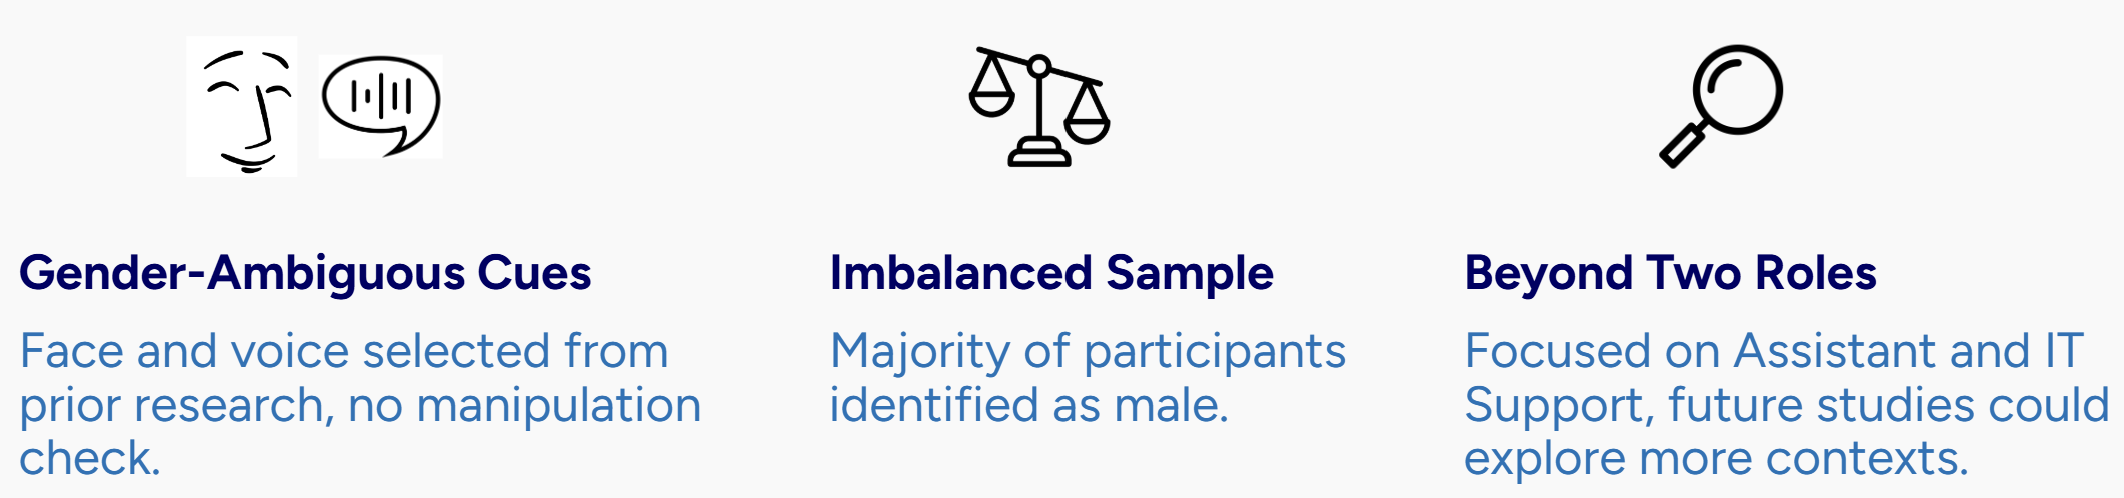 Gender-Ambiguous Cues
Face and voice selected from
prior research, no manipulation
check.
Imbalanced Sample
Majority of participants
identified as male.
Beyond Two Roles
Focused on Assistant and IT
Support, future studies could
explore more contexts.